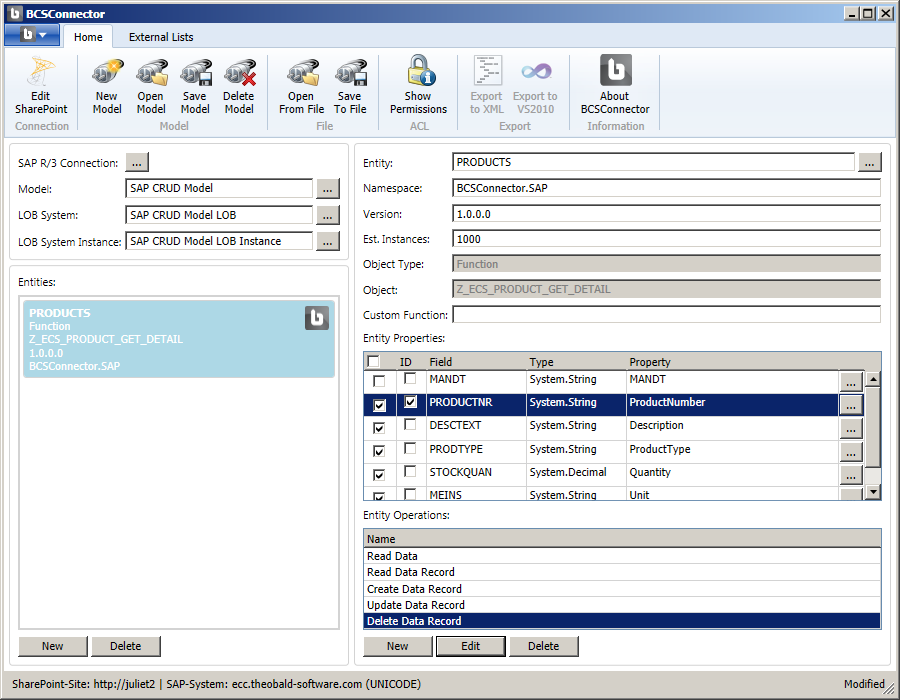 BCSConnector
Home External Lists
Edit SharePoint
New Model
Open Model
Save Model
Delete Model
Open From File
Save To File
Show Permissions
Export to XML
Export to VS2010
About BCSConnector
Connection Model File ACL Export Information
SAP R/3 Connection: ...
Model: SAP CRUD Model ...
LOB System: SAP CRUD Model LOB ...
LOB System Instance: SAP CRUD Model LOB Instance ...
Entities:
PRODUCTS
Function
Z_ECS_PRODUCT_GET_DETAIL
1.0.0.0
BCSConnector.SAP
New Delete
Entity: PRODUCTS ...
Namespace: BCSConnector.SAP
Version: 1.0.0.0
Est. Instances: 1000
Object Type: Function
Object: Z_ECS_PRODUCT_GET_DETAIL
Custom Function:
Entity Properties:
ID Field Type Property
MANDT System.String MANDT ...
PRODUCTNR System.String ProductNumber ...
DESCTEXT System.String Description ...
PRODTYPE System.String ProductType ...
STOCKQUAN System.Decimal Quantity ...
MEINS System.String Unit
Entity Operations:
Name
Read Data
Read Data Record
Create Data Record
Update Data Record
Delete Data Record
New Edit Delete
SharePoint-Site: http://juliet2 | SAP-System: ecc.theobald-software.com (UNICODE) Modified